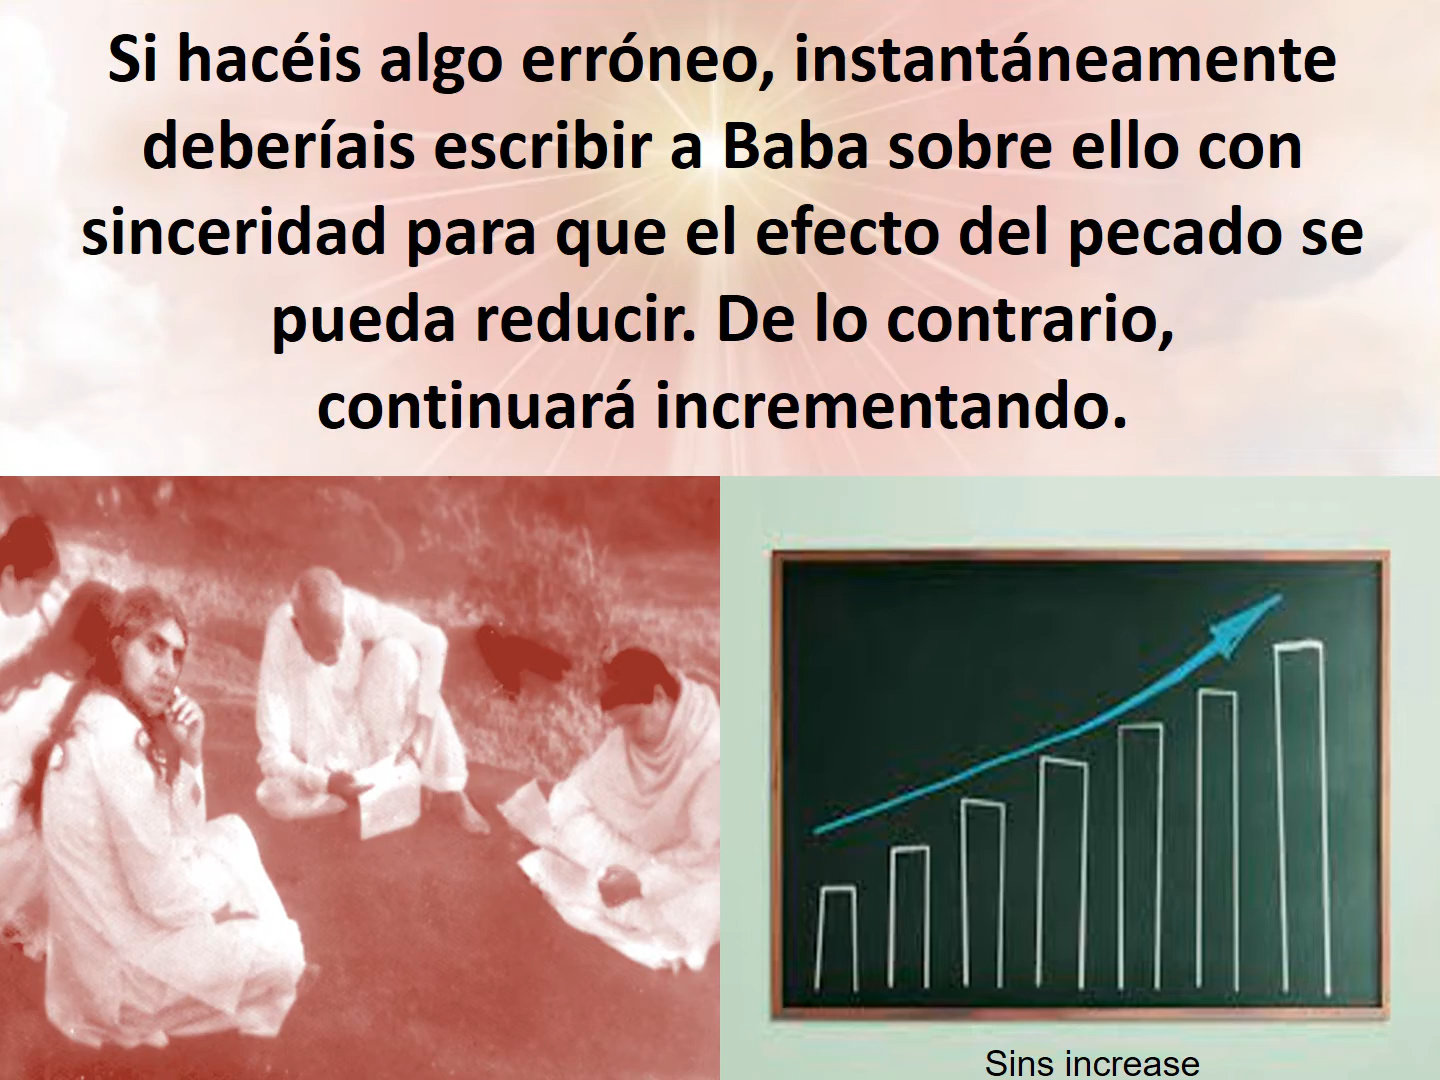 Si hacéis algo erróneo, instantáneamente
deberíais escribir a Baba sobre ello con
sinceridad para que el efecto del pecado se
pueda reducir. De lo contrario,
continuará incrementando.
Sins increase